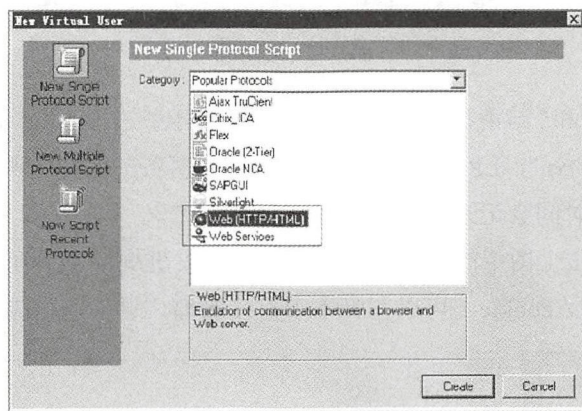 New Virtual User
New Single Protocol Script
New Single
Protocol Script
New Multiple
Protocol Script
New Script
Recent
Protocols
Category:
Popular Protocols
Ajax TruClient
Citrix_ICA
Flex
Oracle (2-Tier)
Oracle NCA
SAPGUI
Silverlight
Web (HTTP/HTML)
Web Services
Web (HTTP/HTML)
Emulation of communication between a browser and
Web server.
Create
Cancel